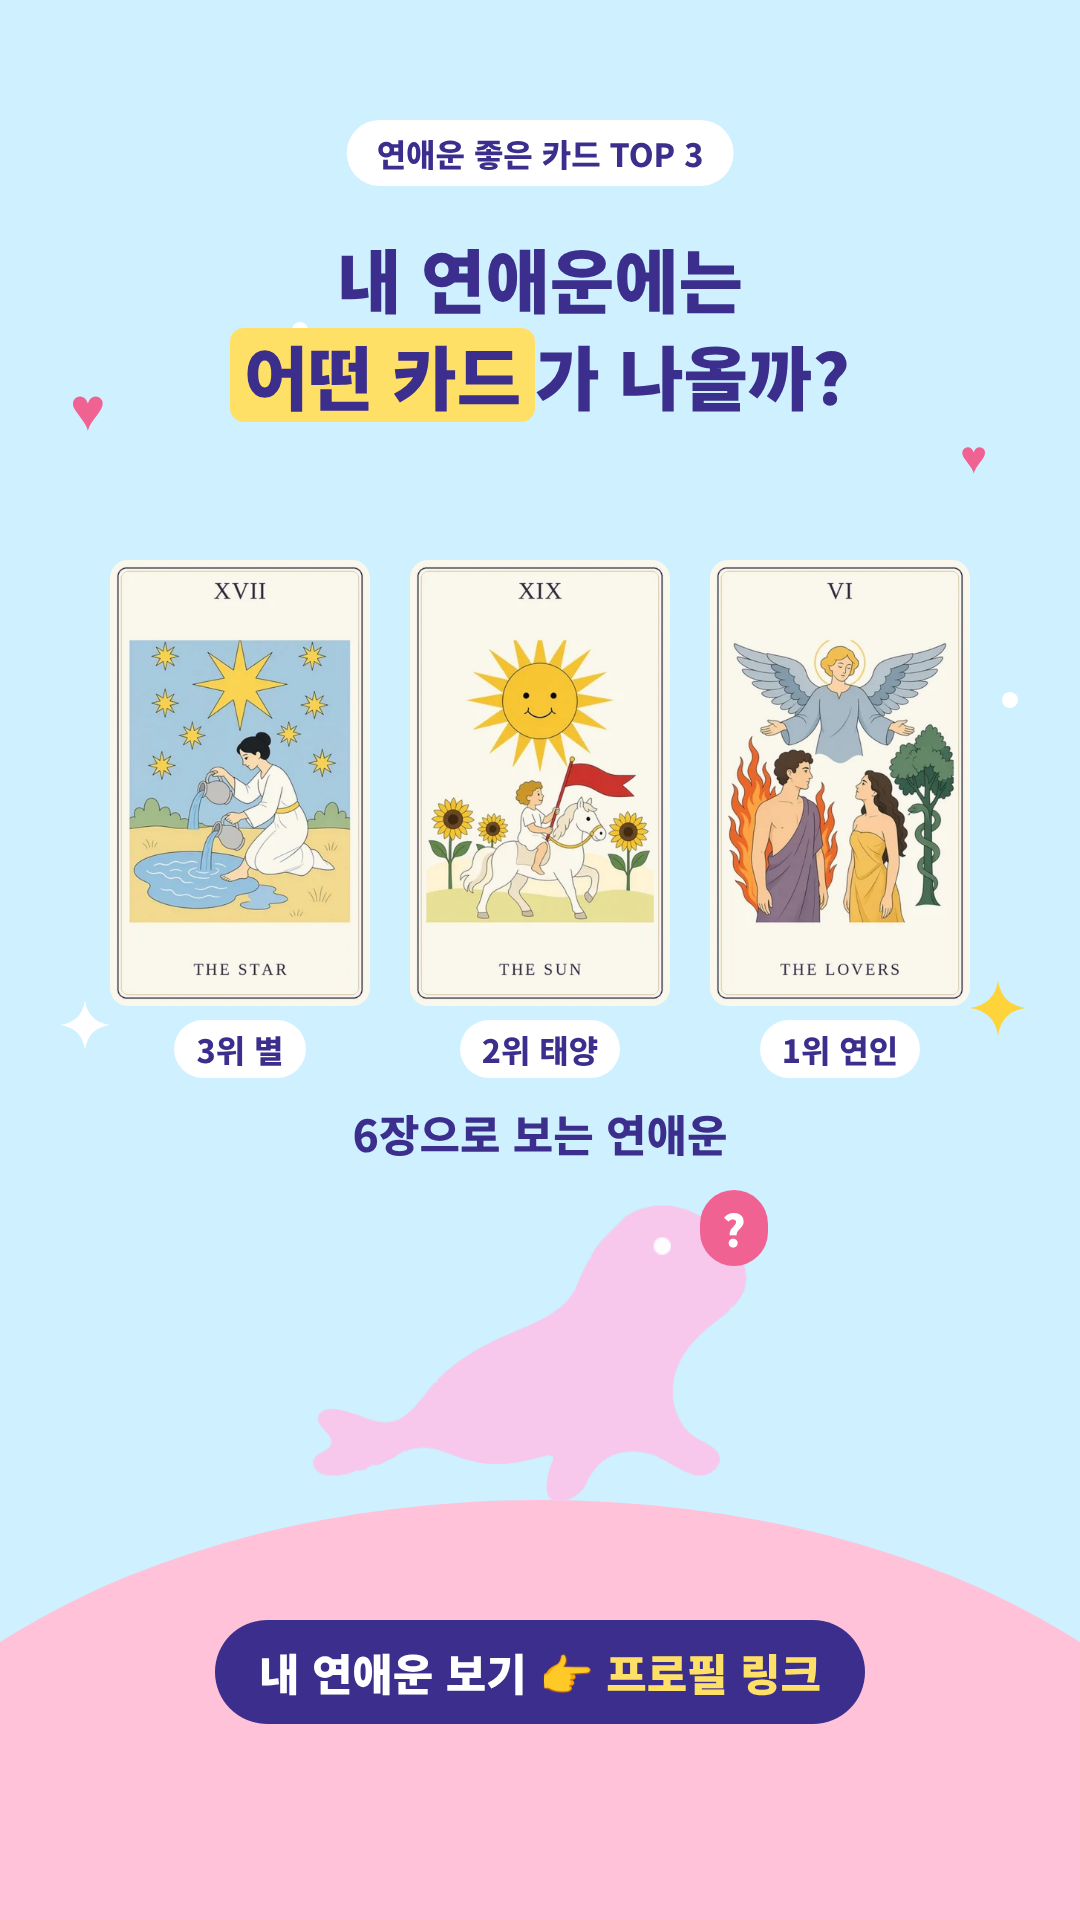 연애운 좋은 카드 TOP 3
내 연애운에는
어떤 카드가 나올까?
XVII
THE STAR
3위 별
XIX
THE SUN
2위 태양
VI
THE LOVERS
1위 연인
6장으로 보는 연애운
?
내 연애운 보기 👉 프로필 링크